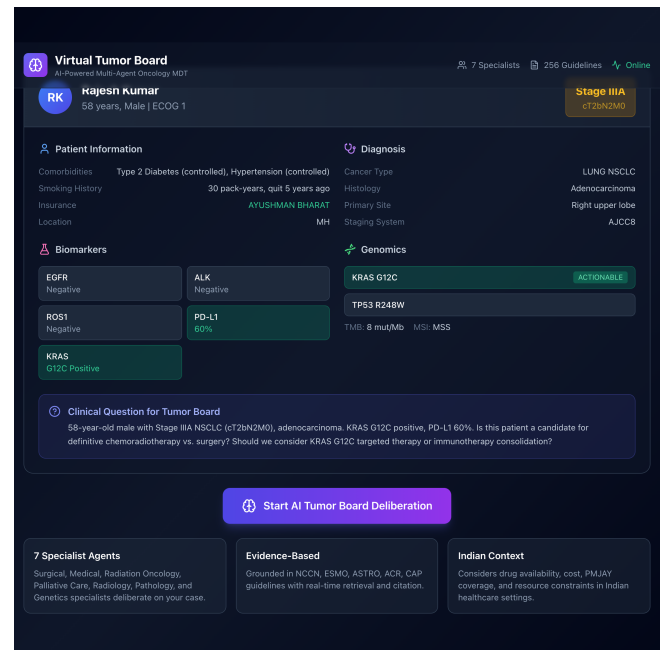 Virtual Tumor Board
AI-Powered Multi-Agent Oncology MDT
7 Specialists
256 Guidelines
Online
RK
Rajesh Kumar
58 years, Male | ECOG 1
Stage IIIA
cT2bN2M0
Patient Information
Comorbidities Type 2 Diabetes (controlled), Hypertension (controlled)
Smoking History 30 pack-years, quit 5 years ago
Insurance AYUSHMAN BHARAT
Location MH
Diagnosis
Cancer Type LUNG NSCLC
Histology Adenocarcinoma
Primary Site Right upper lobe
Staging System AJCC8
Biomarkers
EGFR
Negative
ALK
Negative
ROS1
Negative
PD-L1
60%
KRAS
G12C Positive
Genomics
KRAS G12C ACTIONABLE
TP53 R248W
TMB: 8 mut/Mb MSI: MSS
Clinical Question for Tumor Board
58-year-old male with Stage IIIA NSCLC (cT2bN2M0), adenocarcinoma. KRAS G12C positive, PD-L1 60%. Is this patient a candidate for
definitive chemoradiotherapy vs. surgery? Should we consider KRAS G12C targeted therapy or immunotherapy consolidation?
Start AI Tumor Board Deliberation
7 Specialist Agents
Surgical, Medical, Radiation Oncology,
Palliative Care, Radiology, Pathology, and
Genetics specialists deliberate on your case.
Evidence-Based
Grounded in NCCN, ESMO, ASTRO, ACR, CAP
guidelines with real-time retrieval and citation.
Indian Context
Considers drug availability, cost, PMJAY
coverage, and resource constraints in Indian
healthcare settings.